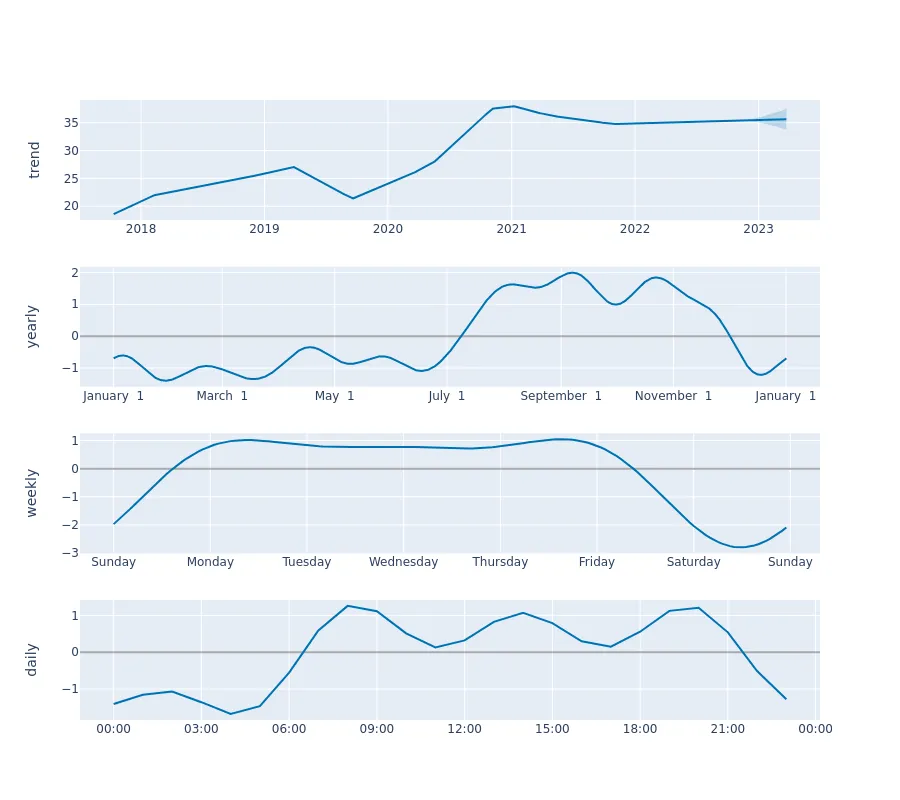 trend
35
30
25
20
2018 2019 2020 2021 2022 2023
yearly
2
1
0
−1
January 1 March 1 May 1 July 1 September 1 November 1 January 1
weekly
1
0
−1
−2
−3
Sunday Monday Tuesday Wednesday Thursday Friday Saturday Sunday
daily
1
0
−1
00:00 03:00 06:00 09:00 12:00 15:00 18:00 21:00 00:00